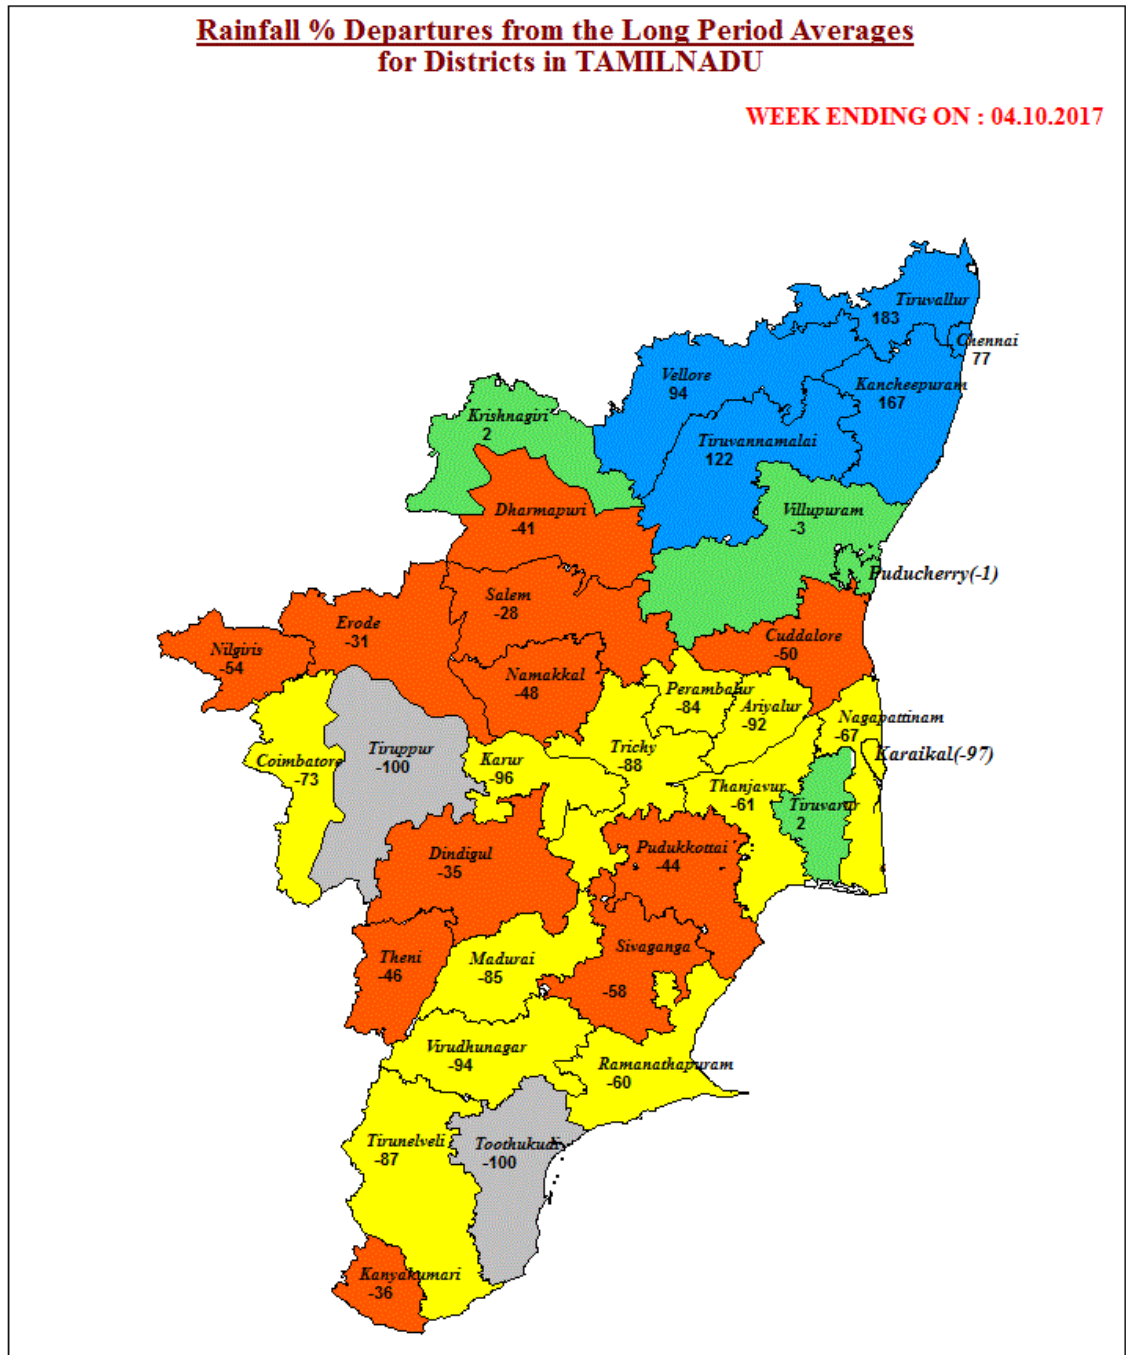 Rainfall % Departures from the Long Period Averages
for Districts in TAMILNADU
WEEK ENDING ON : 04.10.2017
Tiruvallur
183
Chennai
77
Vellore
94
Kancheepuram
167
Krishnagiri
2
Tiruvannamalai
122
Dharmapuri
-41
Villupuram
-3
Puducherry(-1)
Salem
-28
Erode
-31
Cuddalore
-50
Nilgiris
-54
Namakkal
-48
Perambalur
-84
Ariyalur
-92
Nagapattinam
-67
Karaikal(-97)
Tiruppur
-100
Trichy
-88
Coimbatore
-73
Karur
-96
Thanjavur
-61
Tiruvarur
2
Dindigul
-35
Pudukkottai
-44
Sivaganga
-58
Theni
-46
Madurai
-85
Virudhunagar
-94
Ramanathapuram
-60
Tirunelveli
-87
Toothukudi
-100
Kanyakumari
-36